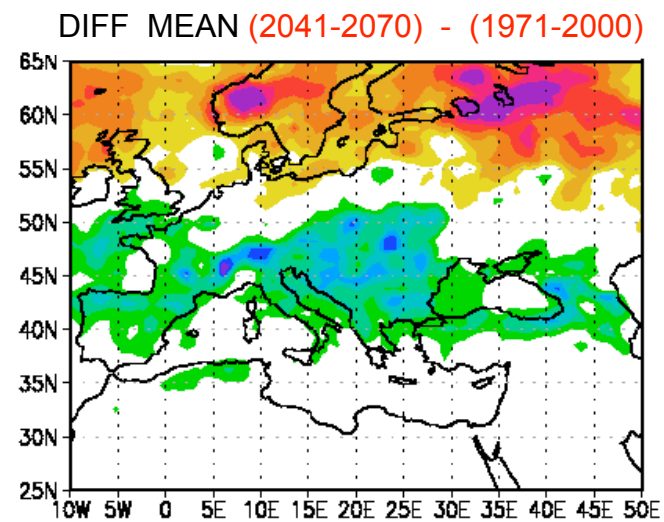 DIFF MEAN (2041-2070) - (1971-2000)
65N
60N
55N
50N
45N
40N
35N
30N
25N
10W 5W 0 5E 10E 15E 20E 25E 30E 35E 40E 45E 50E